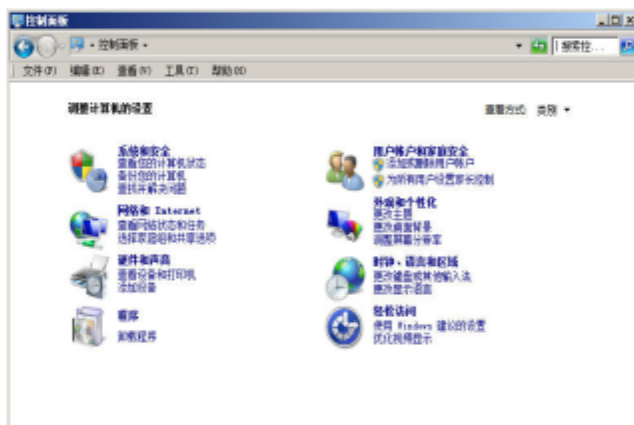 控制面板
控制面板
搜索控...
文件(F) 编辑(E) 查看(V) 工具(T) 帮助(H)
调整计算机的设置
查看方式: 类别
系统和安全
查看您的计算机状态
备份您的计算机
查找并解决问题
网络和 Internet
查看网络状态和任务
选择家庭组和共享选项
硬件和声音
查看设备和打印机
添加设备
程序
卸载程序
用户帐户和家庭安全
添加或删除用户帐户
为所有用户设置家长控制
外观和个性化
更改主题
更改桌面背景
调整屏幕分辨率
时钟、语言和区域
更改键盘或其他输入法
更改显示语言
轻松访问
使用 Windows 建议的设置
优化视频显示